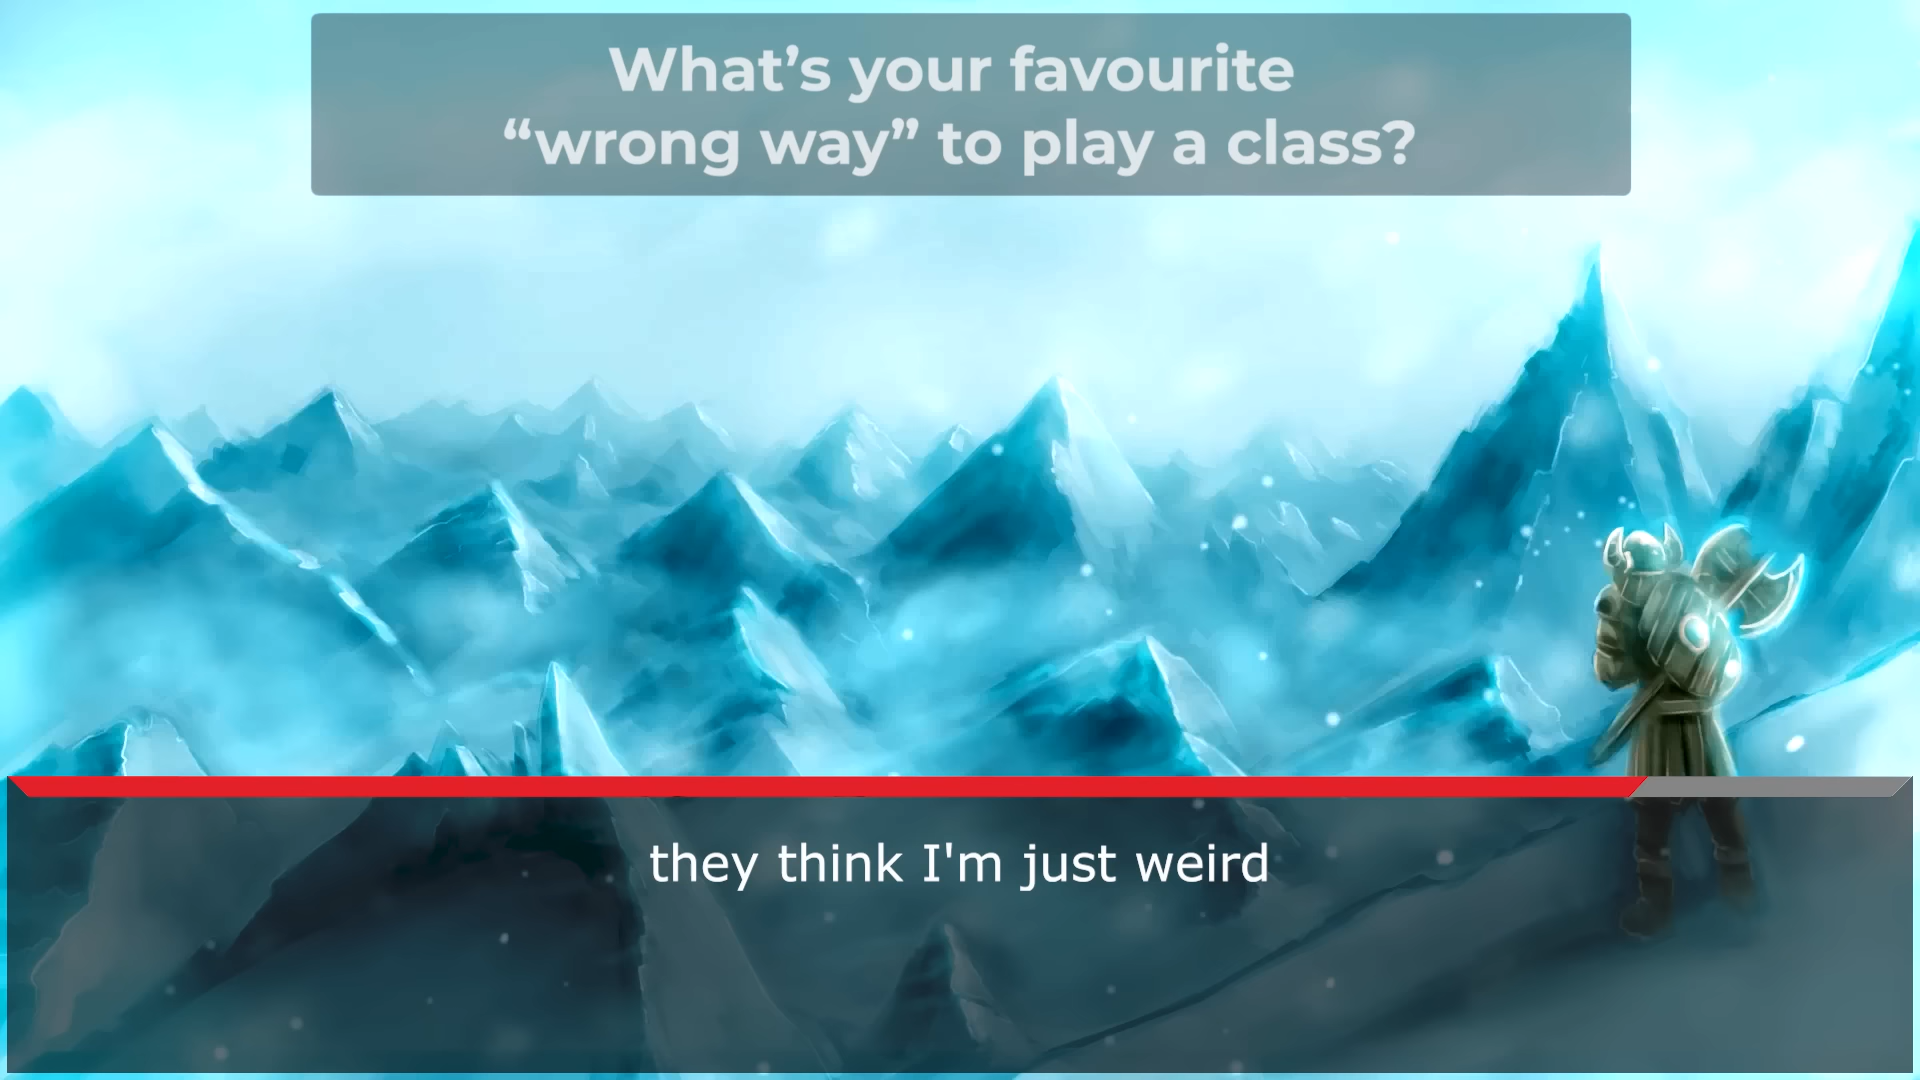 What’s your favourite
“wrong way” to play a class?
they think I'm just weird